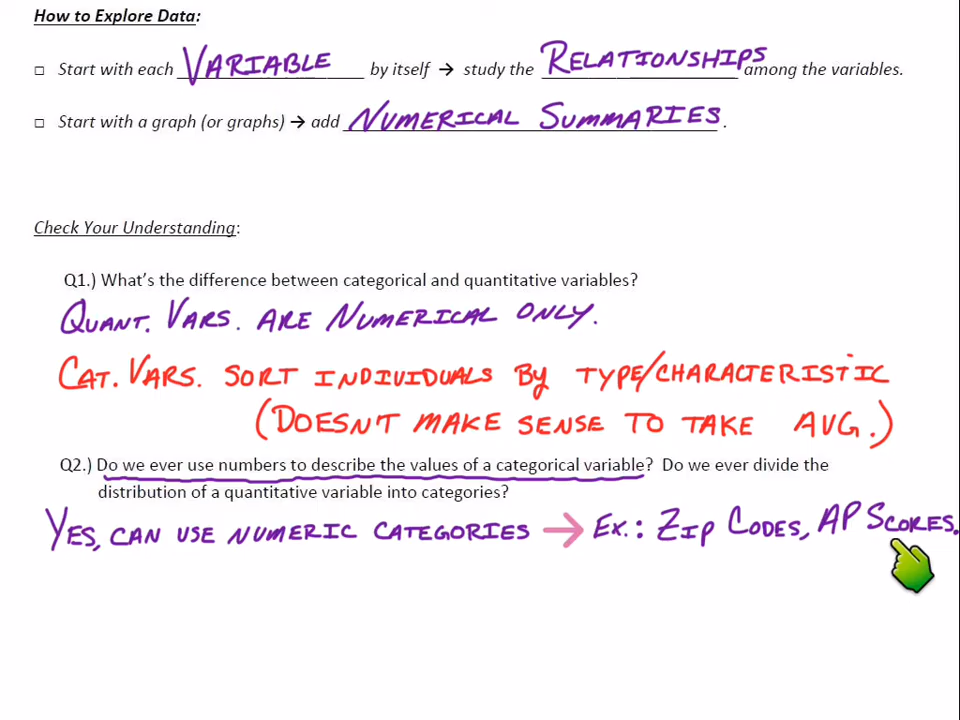 How to Explore Data:
□ Start with each VARIABLE by itself → study the RELATIONSHIPS among the variables.
□ Start with a graph (or graphs) → add NUMERICAL SUMMARIES.
Check Your Understanding:
Q1.) What's the difference between categorical and quantitative variables?
QUANT. VARS. ARE NUMERICAL ONLY.
CAT. VARS. SORT INDIVIDUALS BY TYPE/CHARACTERISTIC
(DOESN'T MAKE SENSE TO TAKE AVG.)
Q2.) Do we ever use numbers to describe the values of a categorical variable? Do we ever divide the
distribution of a quantitative variable into categories?
YES, CAN USE NUMERIC CATEGORIES → EX.: ZIP CODES, AP SCORES.